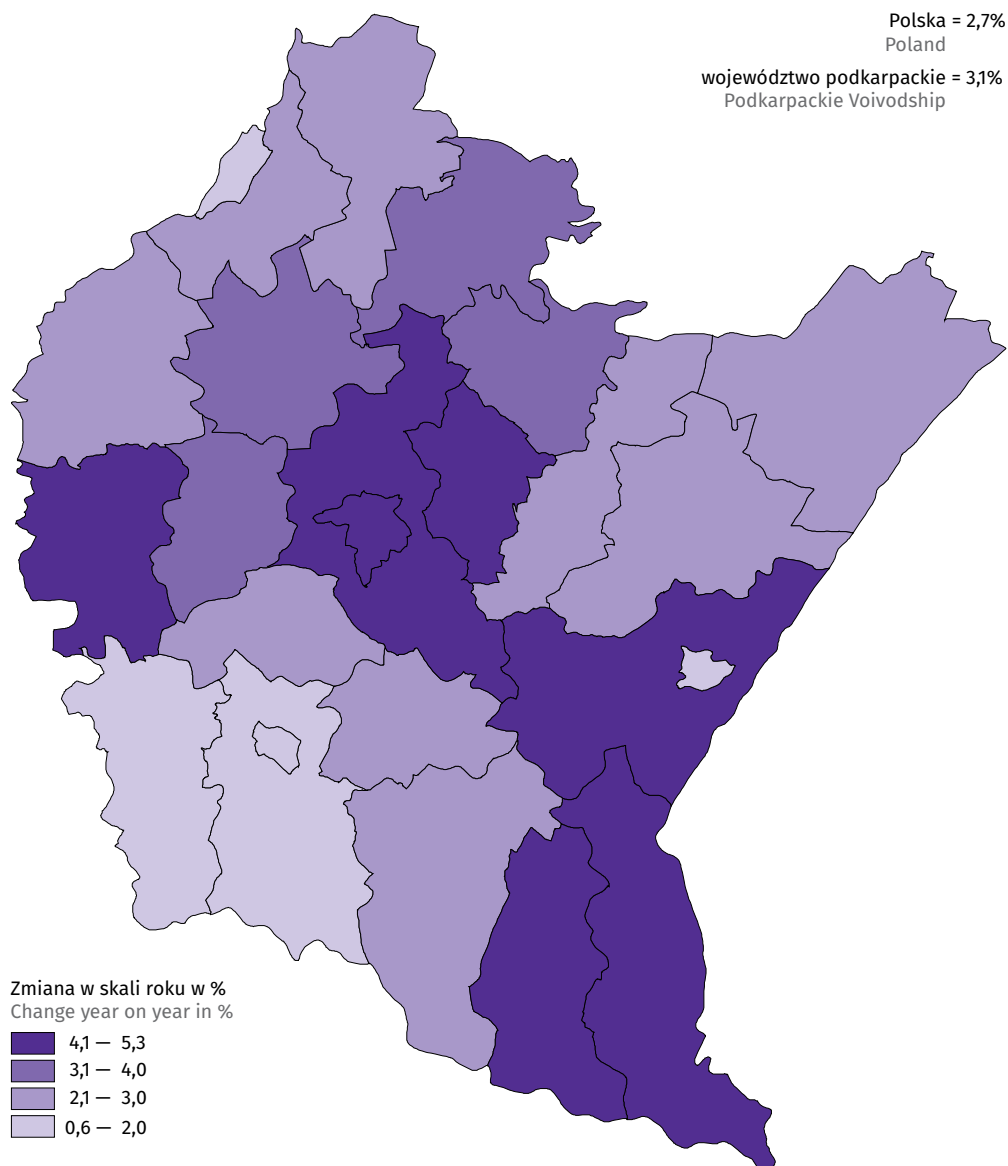 Polska = 2,7%
Poland
województwo podkarpackie = 3,1%
Podkarpackie Voivodship
Zmiana w skali roku w %
Change year on year in %
4,1 — 5,3
3,1 — 4,0
2,1 — 3,0
0,6 — 2,0